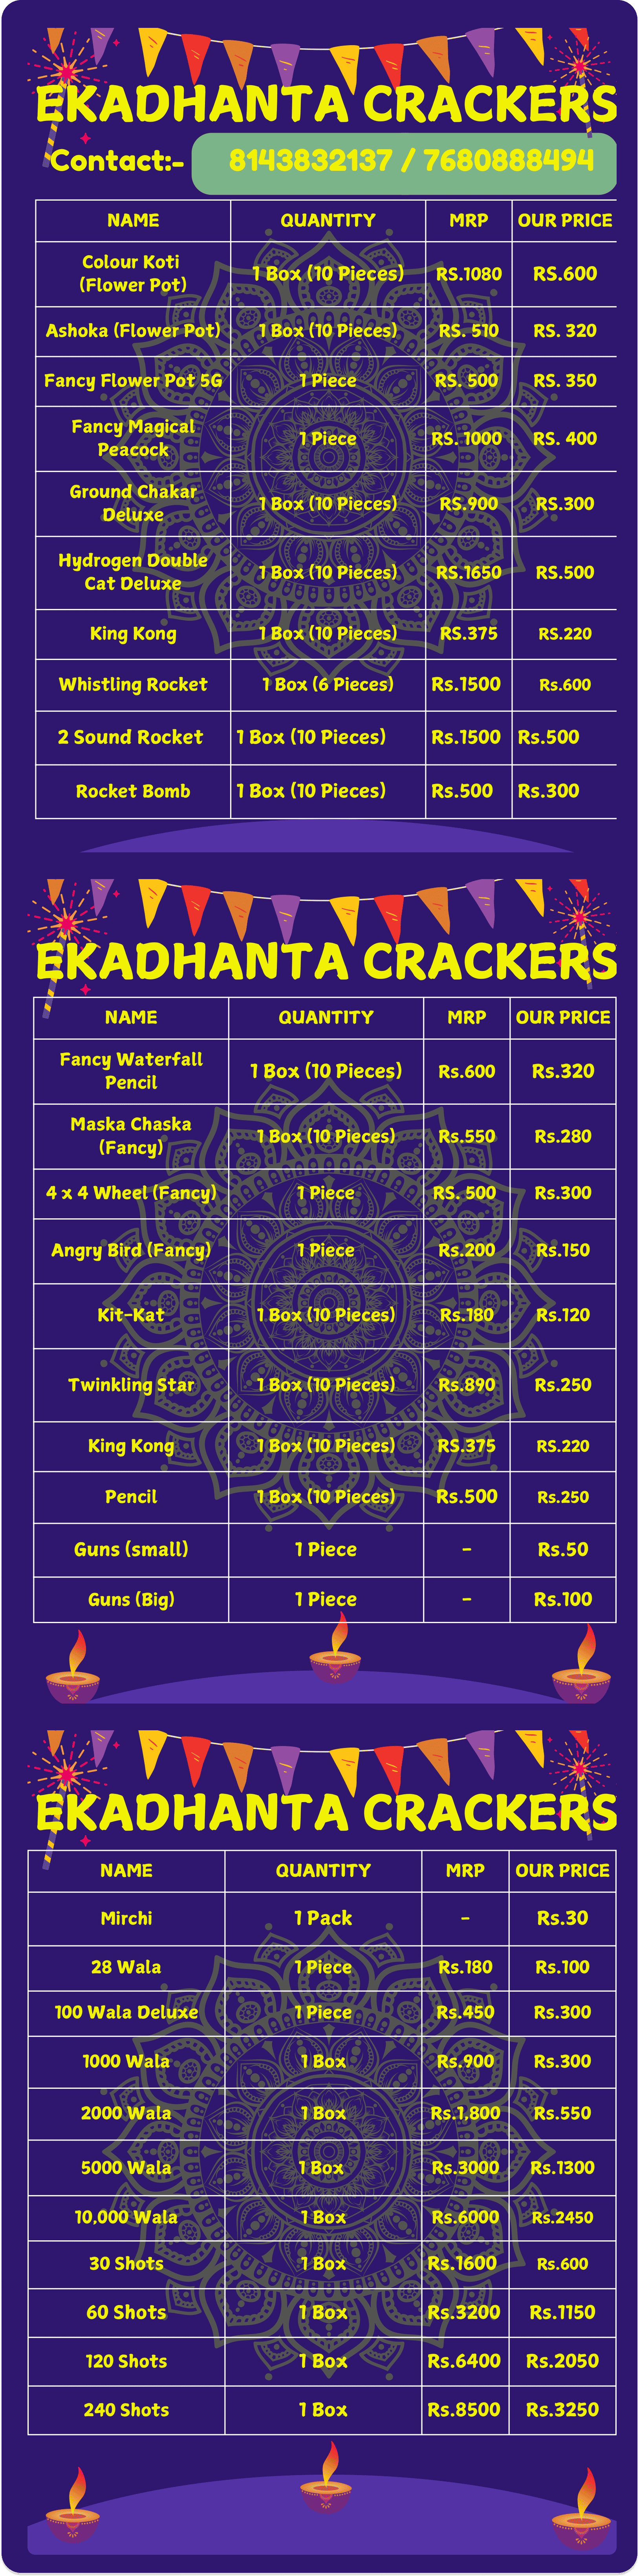 EKADHANTA CRACKERS
Contact:- 8143832137 / 7680888494
NAME QUANTITY MRP OUR PRICE
Colour Koti
(Flower Pot) 1 Box (10 Pieces) RS.1080 RS.600
Ashoka (Flower Pot) 1 Box (10 Pieces) RS. 510 RS. 320
Fancy Flower Pot 5G 1 Piece RS. 500 RS. 350
Fancy Magical
Peacock 1 Piece RS. 1000 RS. 400
Ground Chakar
Deluxe 1 Box (10 Pieces) RS.900 RS.300
Hydrogen Double
Cat Deluxe 1 Box (10 Pieces) RS.1650 RS.500
King Kong 1 Box (10 Pieces) RS.375 RS.220
Whistling Rocket 1 Box (6 Pieces) Rs.1500 Rs.600
2 Sound Rocket 1 Box (10 Pieces) Rs.1500 Rs.500
Rocket Bomb 1 Box (10 Pieces) Rs.500 Rs.300
EKADHANTA CRACKERS
NAME QUANTITY MRP OUR PRICE
Fancy Waterfall
Pencil 1 Box (10 Pieces) Rs.600 Rs.320
Maska Chaska
(Fancy) 1 Box (10 Pieces) Rs.550 Rs.280
4 x 4 Wheel (Fancy) 1 Piece RS. 500 Rs.300
Angry Bird (Fancy) 1 Piece Rs.200 Rs.150
Kit-Kat 1 Box (10 Pieces) Rs.180 Rs.120
Twinkling Star 1 Box (10 Pieces) Rs.890 Rs.250
King Kong 1 Box (10 Pieces) RS.375 RS.220
Pencil 1 Box (10 Pieces) Rs.500 Rs.250
Guns (small) 1 Piece - Rs.50
Guns (Big) 1 Piece - Rs.100
EKADHANTA CRACKERS
NAME QUANTITY MRP OUR PRICE
Mirchi 1 Pack - Rs.30
28 Wala 1 Piece Rs.180 Rs.100
100 Wala Deluxe 1 Piece Rs.450 Rs.300
1000 Wala 1 Box Rs.900 Rs.300
2000 Wala 1 Box Rs.1,800 Rs.550
5000 Wala 1 Box Rs.3000 Rs.1300
10,000 Wala 1 Box Rs.6000 Rs.2450
30 Shots 1 Box Rs.1600 Rs.600
60 Shots 1 Box Rs.3200 Rs.1150
120 Shots 1 Box Rs.6400 Rs.2050
240 Shots 1 Box Rs.8500 Rs.3250